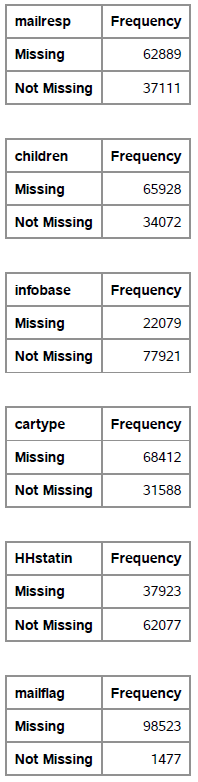 mailresp Frequency
Missing 62889
Not Missing 37111
children Frequency
Missing 65928
Not Missing 34072
infobase Frequency
Missing 22079
Not Missing 77921
cartype Frequency
Missing 68412
Not Missing 31588
HHstatin Frequency
Missing 37923
Not Missing 62077
mailflag Frequency
Missing 98523
Not Missing 1477